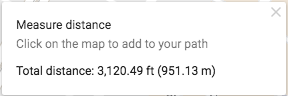 Measure distance
Click on the map to add to your path
Total distance: 3,120.49 ft (951.13 m)